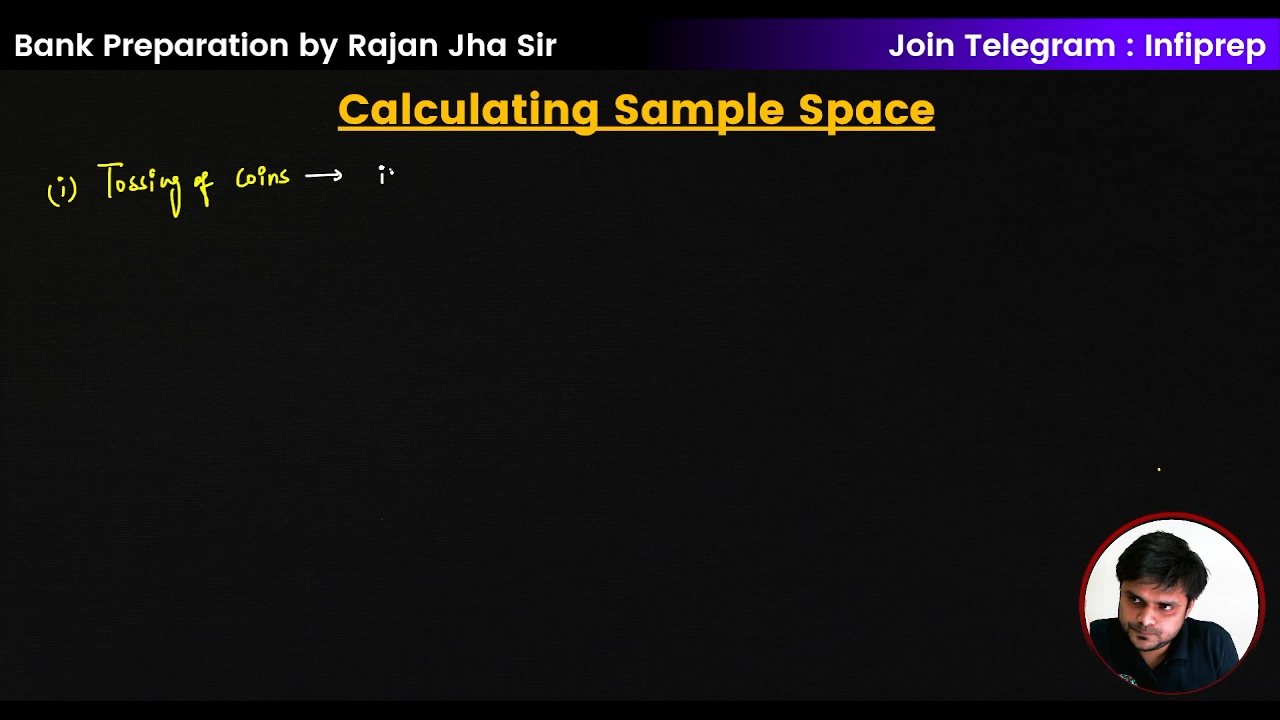 Bank Preparation by Rajan Jha Sir
Join Telegram : Infiprep
Calculating Sample Space
(i) Tossing of coins → i